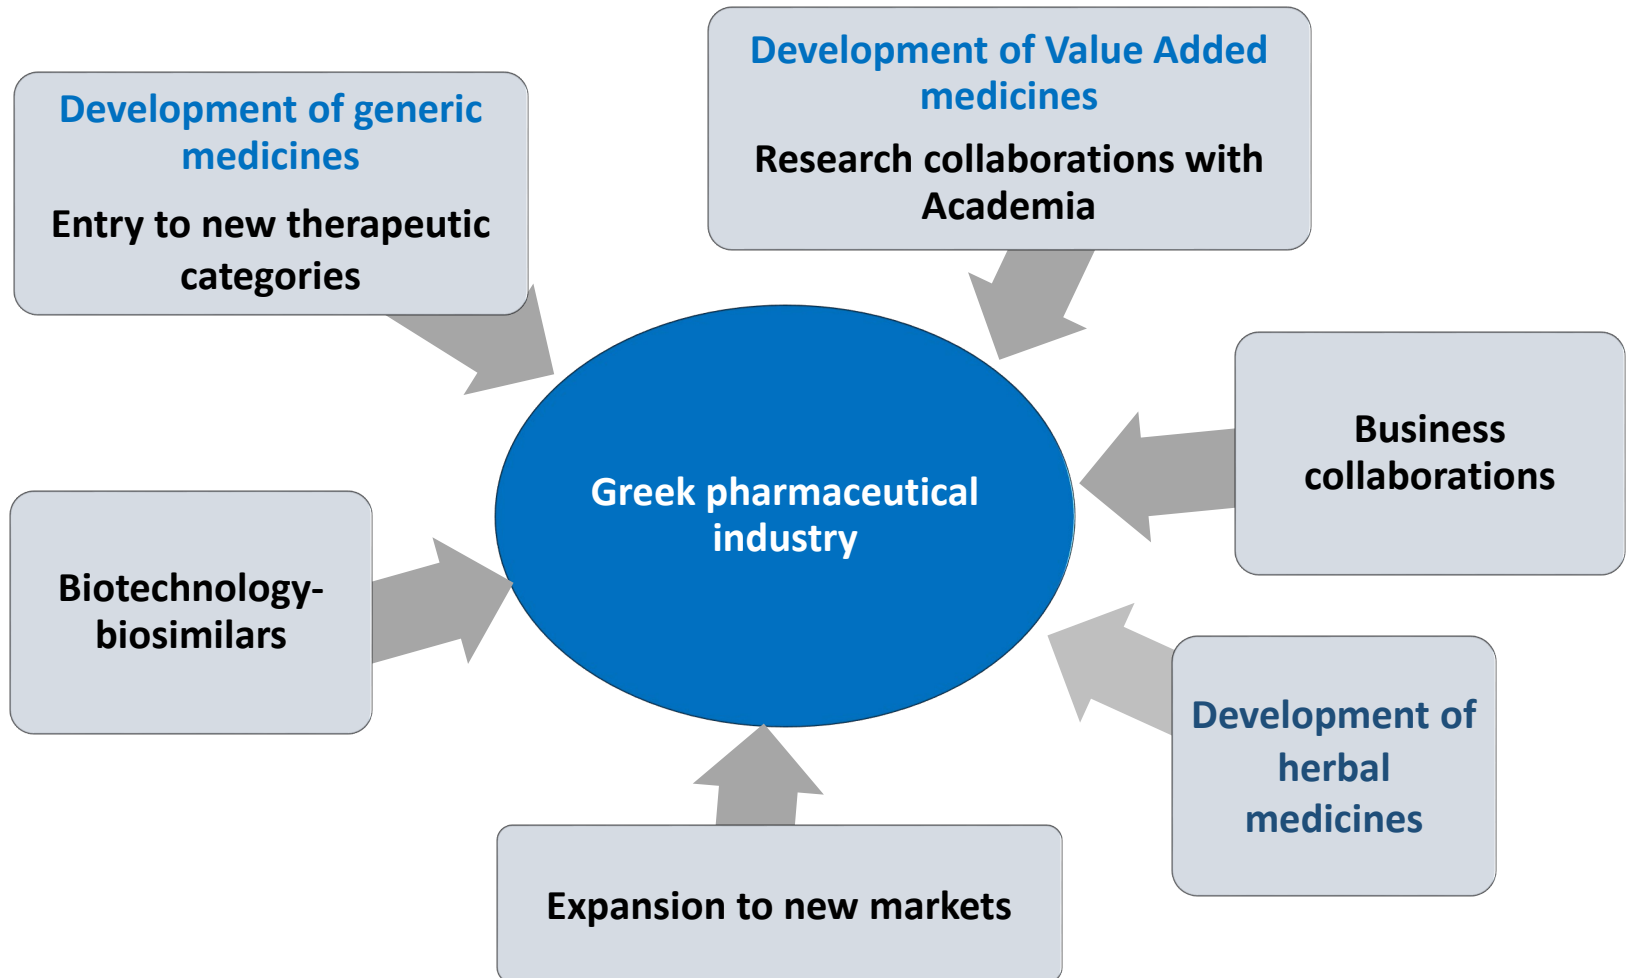 Development of generic
medicines
Entry to new therapeutic
categories
Development of Value Added
medicines
Research collaborations with
Academia
Business
collaborations
Greek pharmaceutical
industry
Biotechnology-
biosimilars
Development of
herbal
medicines
Expansion to new markets